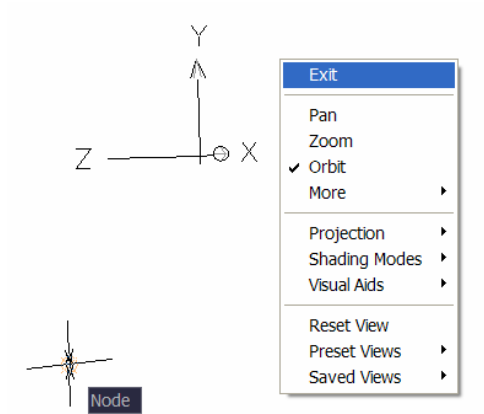 Y
Z
X
Exit
Pan
Zoom
Orbit
More
Projection
Shading Modes
Visual Aids
Reset View
Preset Views
Saved Views
Node